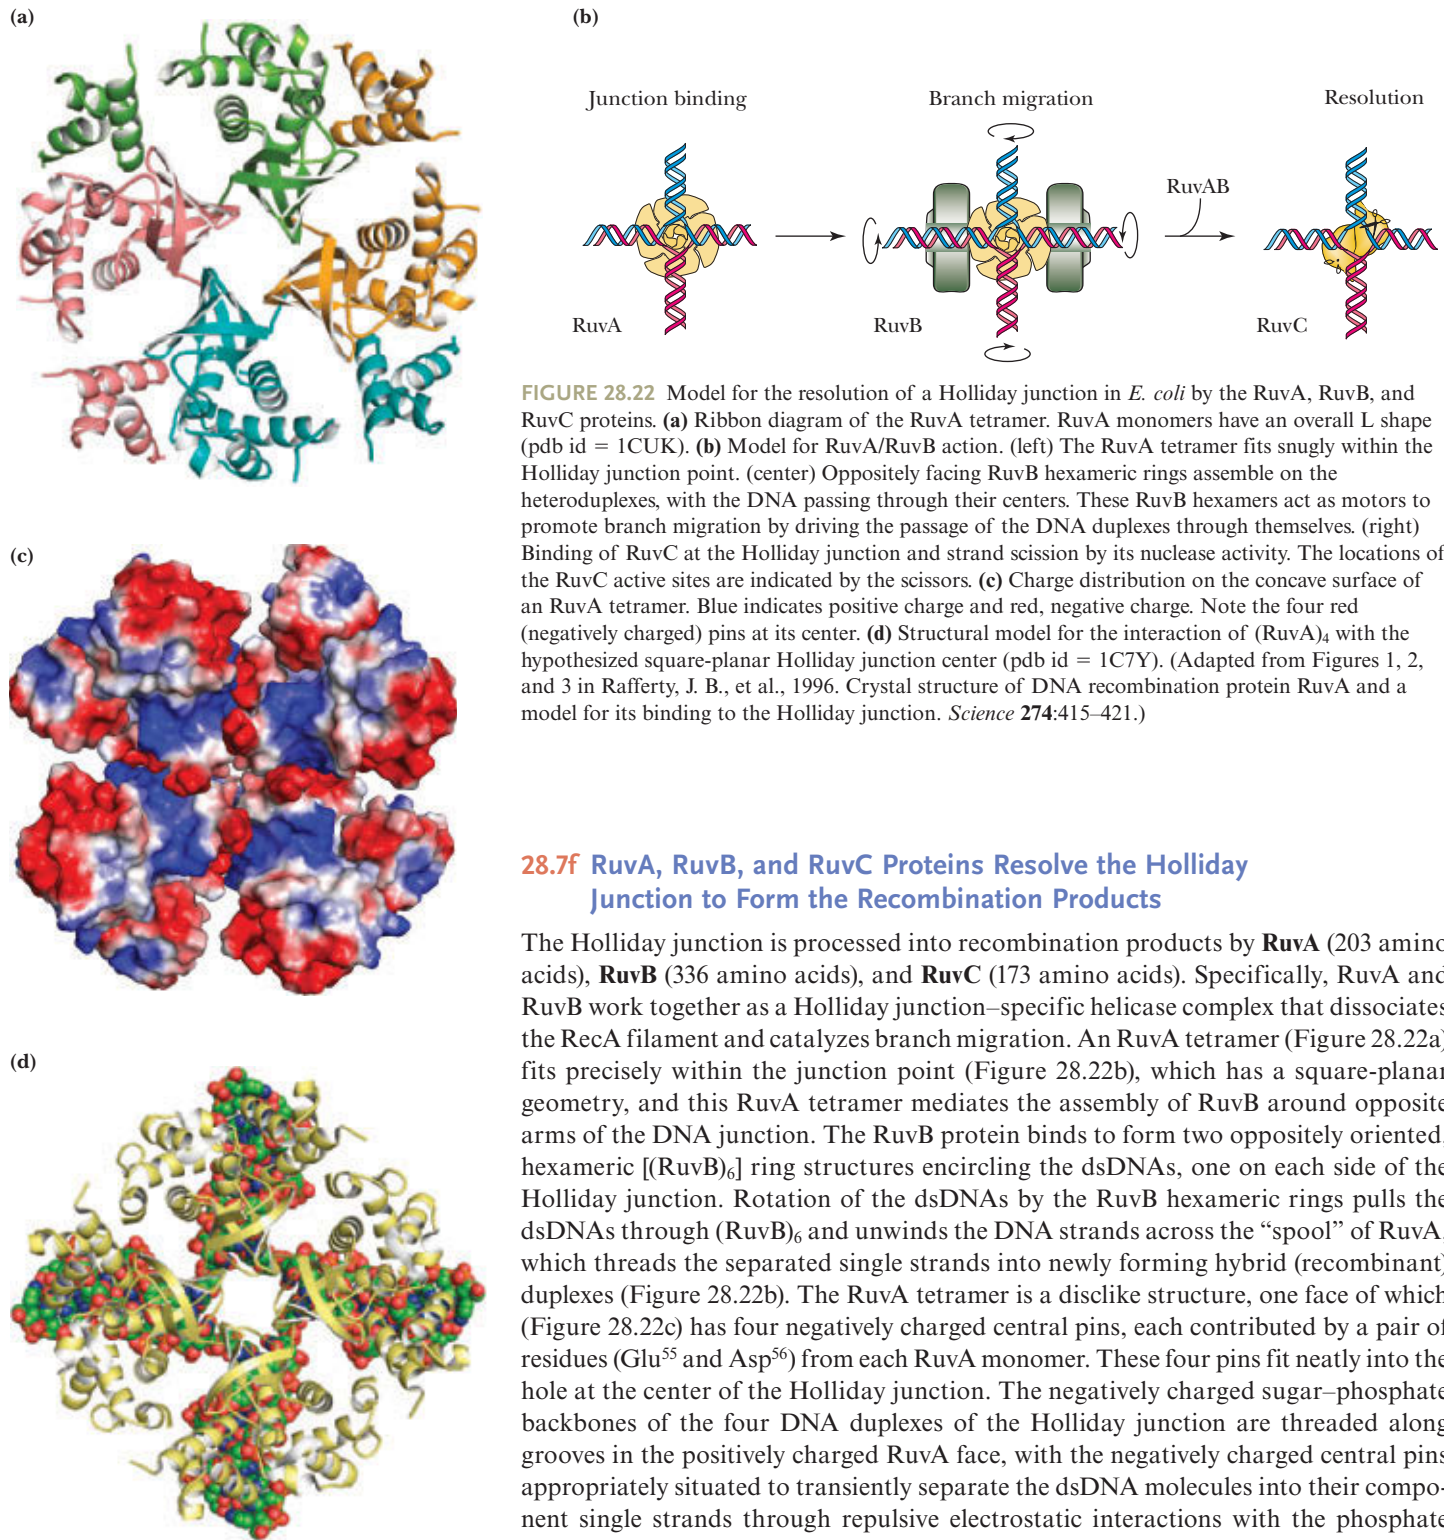 (a)
(b)
Junction binding
Branch migration
Resolution
RuvAB
RuvA
RuvB
RuvC
FIGURE 28.22 Model for the resolution of a Holliday junction in E. coli by the RuvA, RuvB, and
RuvC proteins. (a) Ribbon diagram of the RuvA tetramer. RuvA monomers have an overall L shape
(pdb id = 1CUK). (b) Model for RuvA/RuvB action. (left) The RuvA tetramer fits snugly within the
Holliday junction point. (center) Oppositely facing RuvB hexameric rings assemble on the
heteroduplexes, with the DNA passing through their centers. These RuvB hexamers act as motors to
promote branch migration by driving the passage of the DNA duplexes through themselves. (right)
Binding of RuvC at the Holliday junction and strand scission by its nuclease activity. The locations of
the RuvC active sites are indicated by the scissors. (c) Charge distribution on the concave surface of
an RuvA tetramer. Blue indicates positive charge and red, negative charge. Note the four red
(negatively charged) pins at its center. (d) Structural model for the interaction of (RuvA)₄ with the
hypothesized square-planar Holliday junction center (pdb id = 1C7Y). (Adapted from Figures 1, 2,
and 3 in Rafferty, J. B., et al., 1996. Crystal structure of DNA recombination protein RuvA and a
model for its binding to the Holliday junction. Science 274:415–421.)
(c)
(d)
28.7f RuvA, RuvB, and RuvC Proteins Resolve the Holliday
Junction to Form the Recombination Products
The Holliday junction is processed into recombination products by RuvA (203 amino
acids), RuvB (336 amino acids), and RuvC (173 amino acids). Specifically, RuvA and
RuvB work together as a Holliday junction–specific helicase complex that dissociates
the RecA filament and catalyzes branch migration. An RuvA tetramer (Figure 28.22a)
fits precisely within the junction point (Figure 28.22b), which has a square-planar
geometry, and this RuvA tetramer mediates the assembly of RuvB around opposite
arms of the DNA junction. The RuvB protein binds to form two oppositely oriented,
hexameric [(RuvB)₆] ring structures encircling the dsDNAs, one on each side of the
Holliday junction. Rotation of the dsDNAs by the RuvB hexameric rings pulls the
dsDNAs through (RuvB)₆ and unwinds the DNA strands across the “spool” of RuvA,
which threads the separated single strands into newly forming hybrid (recombinant)
duplexes (Figure 28.22b). The RuvA tetramer is a disclike structure, one face of which
(Figure 28.22c) has four negatively charged central pins, each contributed by a pair of
residues (Glu⁵⁵ and Asp⁵⁶) from each RuvA monomer. These four pins fit neatly into the
hole at the center of the Holliday junction. The negatively charged sugar–phosphate
backbones of the four DNA duplexes of the Holliday junction are threaded along
grooves in the positively charged RuvA face, with the negatively charged central pins
appropriately situated to transiently separate the dsDNA molecules into their compo-
nent single strands through repulsive electrostatic interactions with the phosphate